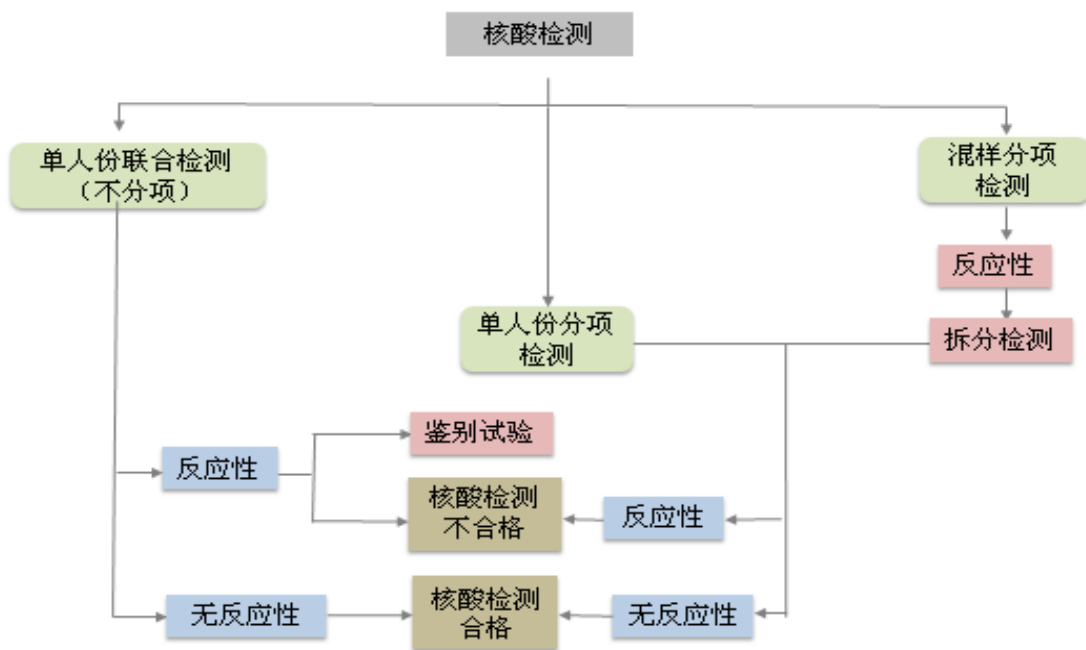 核酸检测
单人份联合检测
（不分项）
混样分项
检测
反应性
单人份分项
检测
拆分检测
鉴别试验
反应性
核酸检测
不合格
反应性
无反应性
核酸检测
合格
无反应性